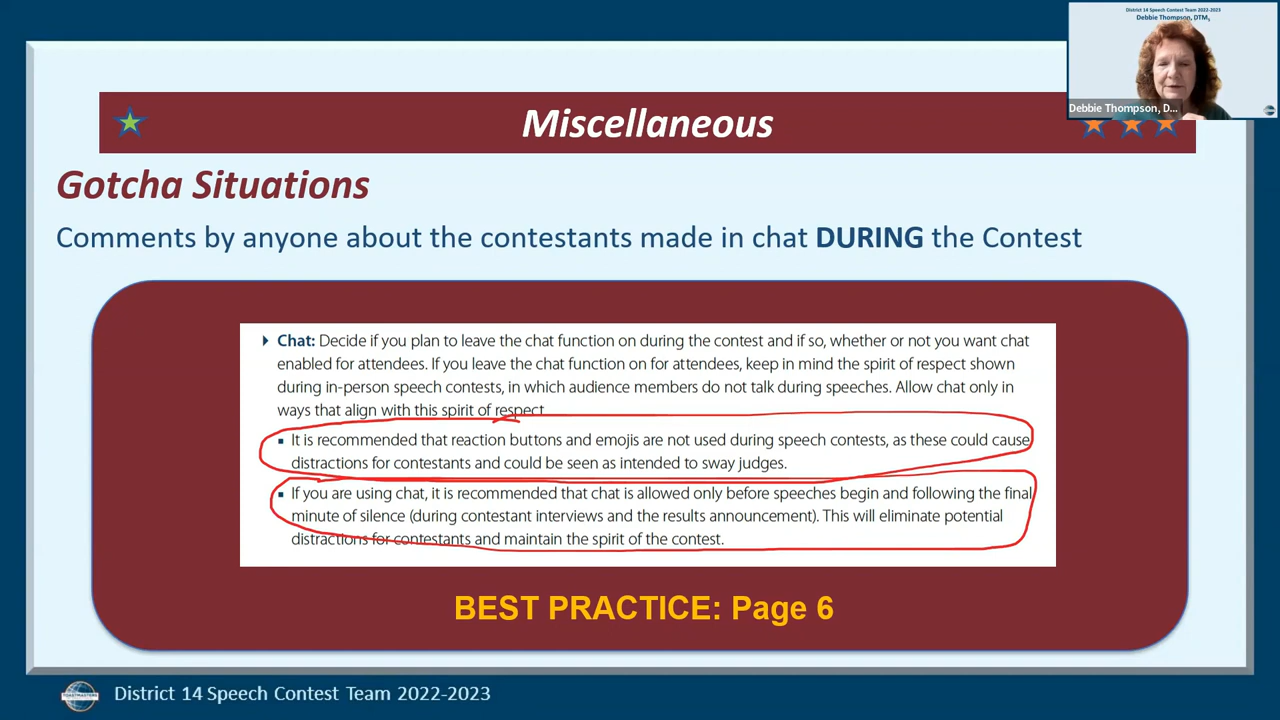 District 14 Speech Contest Team 2022-2023
Debbie Thompson, DTM
Debbie Thompson, D...
Miscellaneous
Gotcha Situations
Comments by anyone about the contestants made in chat DURING the Contest
Chat: Decide if you plan to leave the chat function on during the contest and if so, whether or not you want chat
enabled for attendees. If you leave the chat function on for attendees, keep in mind the spirit of respect shown
during in-person speech contests, in which audience members do not talk during speeches. Allow chat only in
ways that align with this spirit of respect
▪ It is recommended that reaction buttons and emojis are not used during speech contests, as these could cause
distractions for contestants and could be seen as intended to sway judges.
▪ If you are using chat, it is recommended that chat is allowed only before speeches begin and following the final
minute of silence (during contestant interviews and the results announcement). This will eliminate potential
distractions for contestants and maintain the spirit of the contest.
BEST PRACTICE: Page 6
TOASTMASTERS
District 14 Speech Contest Team 2022-2023